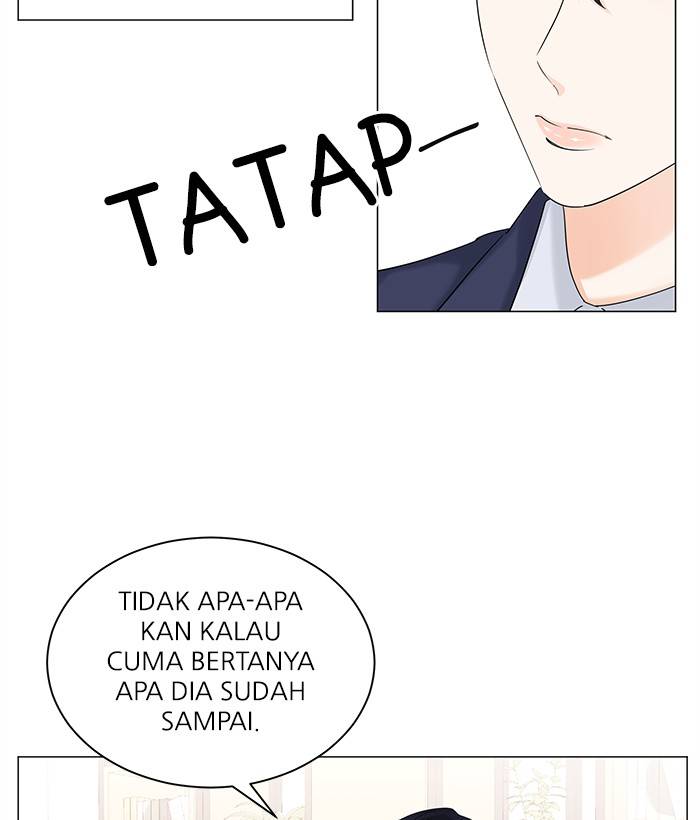 TATAP
TIDAK APA-APA
KAN KALAU
CUMA BERTANYA
APA DIA SUDAH
SAMPAI.